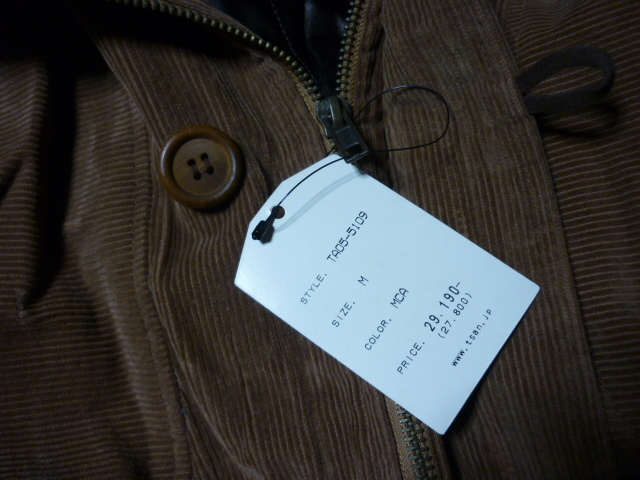 STYLE. TA05-5109
SIZE. M
COLOR. MCA
PRICE. 29,190-
(27,800)
www.tsan.jp